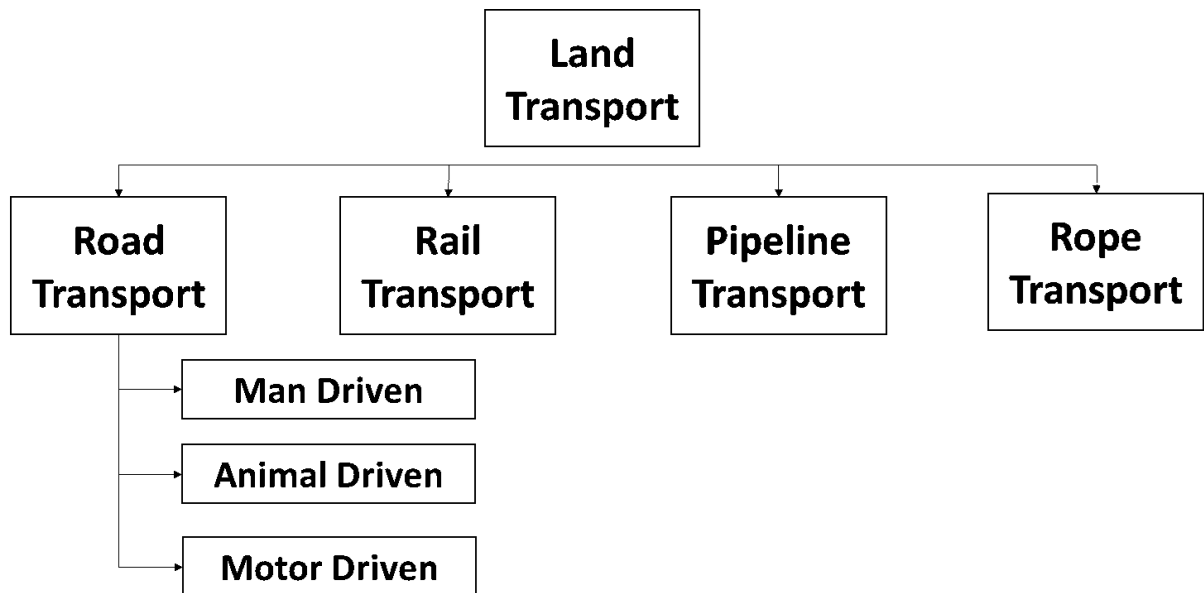 Land
Transport
Road
Transport
Rail
Transport
Pipeline
Transport
Rope
Transport
Man Driven
Animal Driven
Motor Driven